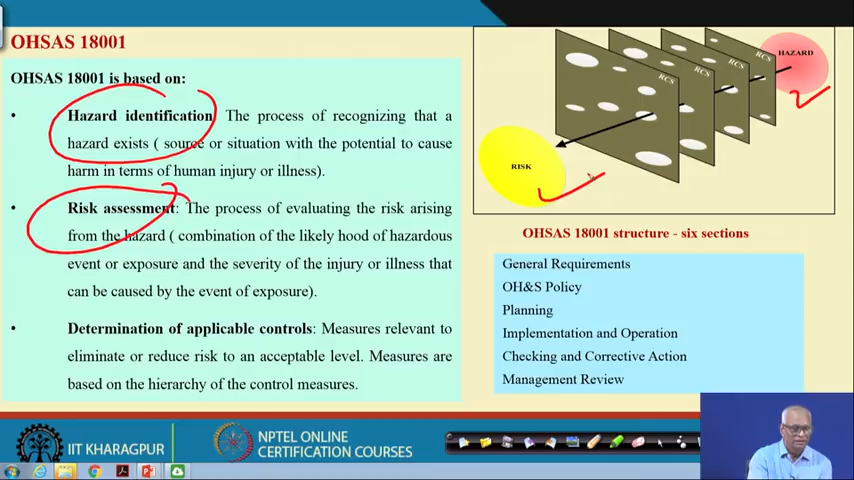 OHSAS 18001
OHSAS 18001 is based on:
• Hazard identification The process of recognizing that a
hazard exists ( source or situation with the potential to cause
harm in terms of human injury or illness).
• Risk assessment: The process of evaluating the risk arising
from the hazard ( combination of the likely hood of hazardous
event or exposure and the severity of the injury or illness that
can be caused by the event of exposure).
• Determination of applicable controls: Measures relevant to
eliminate or reduce risk to an acceptable level. Measures are
based on the hierarchy of the control measures.
HAZARD
RCS
RCS
RCS
RCS
RISK
OHSAS 18001 structure - six sections
General Requirements
OH&S Policy
Planning
Implementation and Operation
Checking and Corrective Action
Management Review
IIT KHARAGPUR
NPTEL ONLINE
CERTIFICATION COURSES